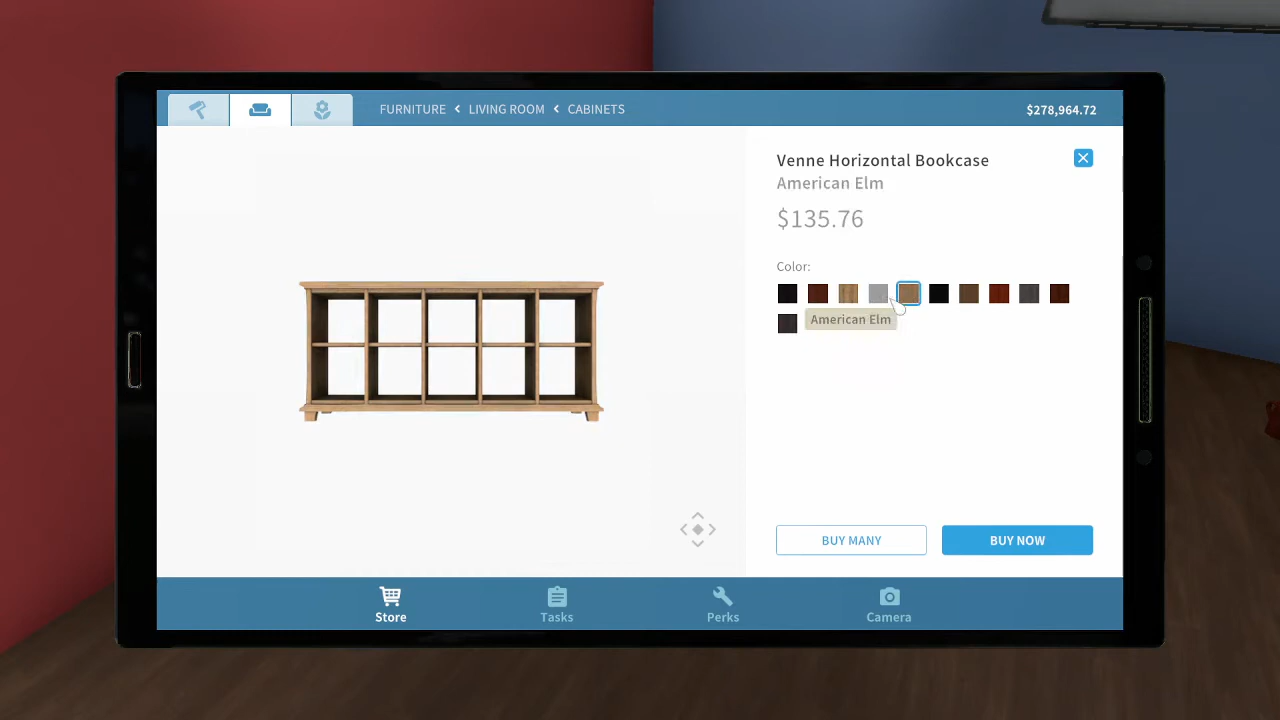 FURNITURE < LIVING ROOM < CABINETS
$278,964.72
Venne Horizontal Bookcase
American Elm
$135.76
Color:
American Elm
BUY MANY
BUY NOW
Store
Tasks
Perks
Camera